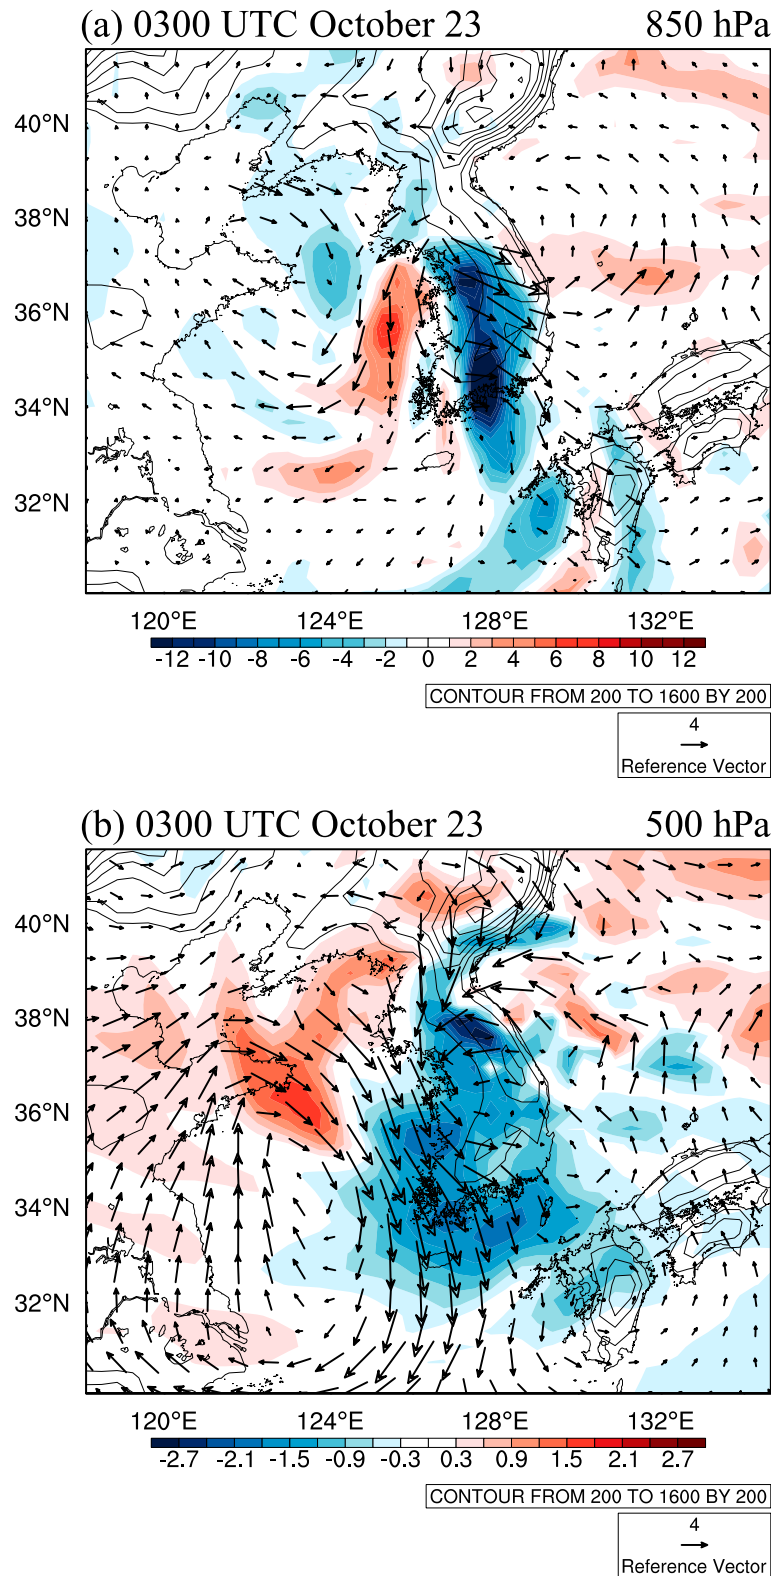 (a) 0300 UTC October 23 850 hPa
40°N
38°N
36°N
34°N
32°N
120°E 124°E 128°E 132°E
-12 -10 -8 -6 -4 -2 0 2 4 6 8 10 12
CONTOUR FROM 200 TO 1600 BY 200
4
Reference Vector
(b) 0300 UTC October 23 500 hPa
40°N
38°N
36°N
34°N
32°N
120°E 124°E 128°E 132°E
-2.7 -2.1 -1.5 -0.9 -0.3 0.3 0.9 1.5 2.1 2.7
CONTOUR FROM 200 TO 1600 BY 200
4
Reference Vector